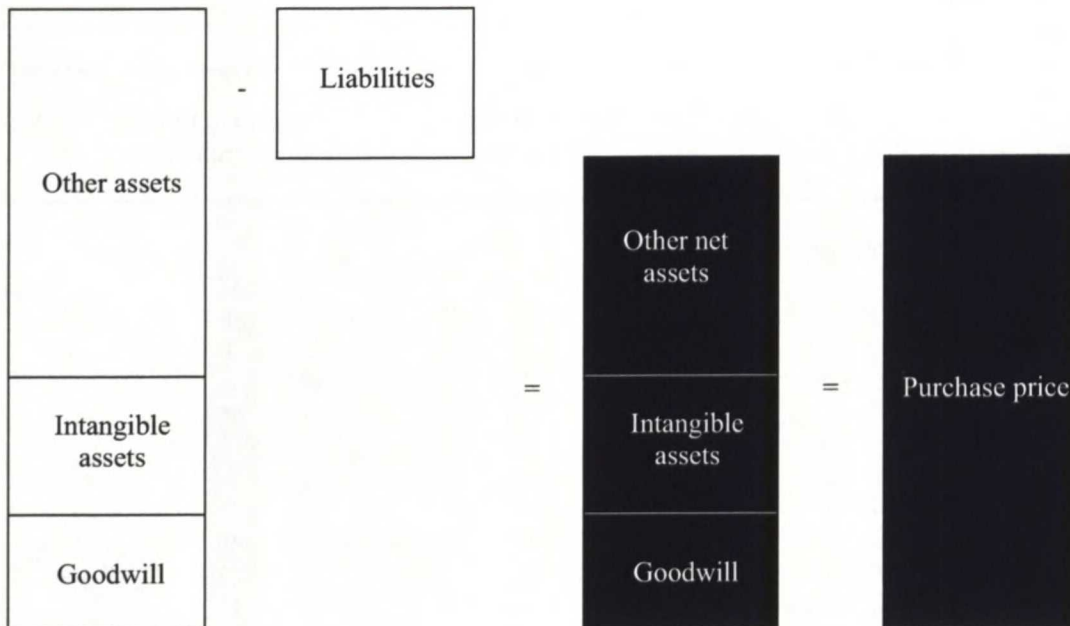 Other assets
Intangible
assets
Goodwill
-
Liabilities
=
Other net
assets
Intangible
assets
Goodwill
=
Purchase price